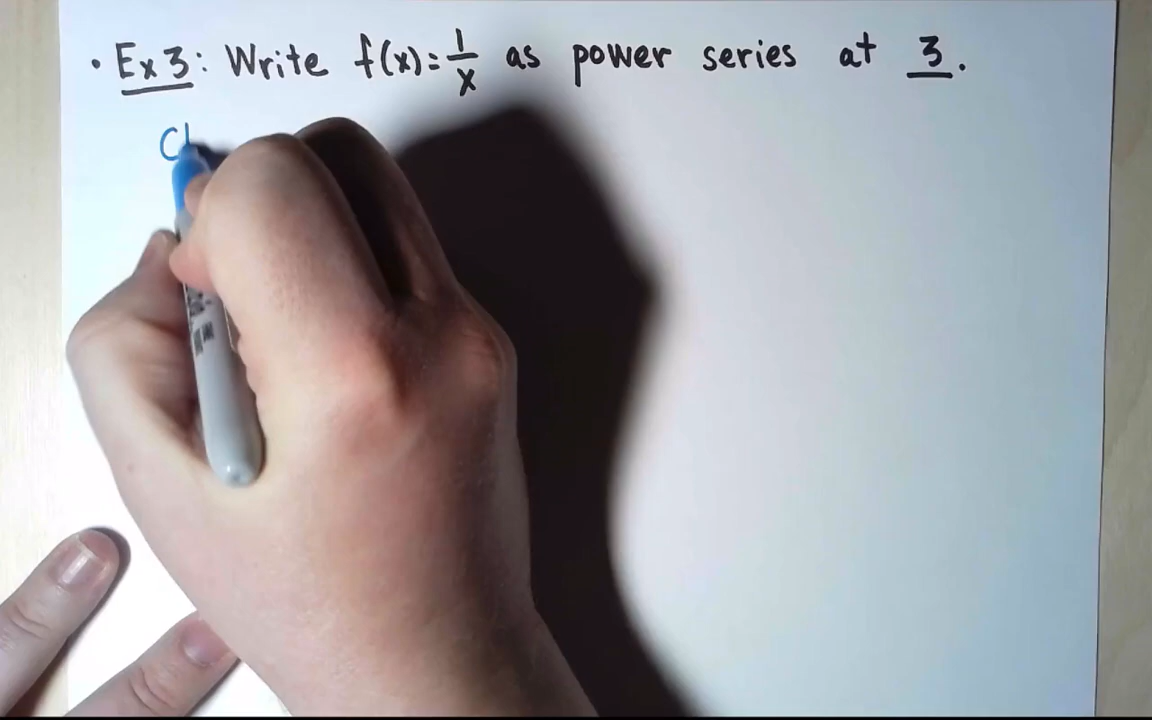 • Ex 3: Write f(x)=1/x as power series at 3.